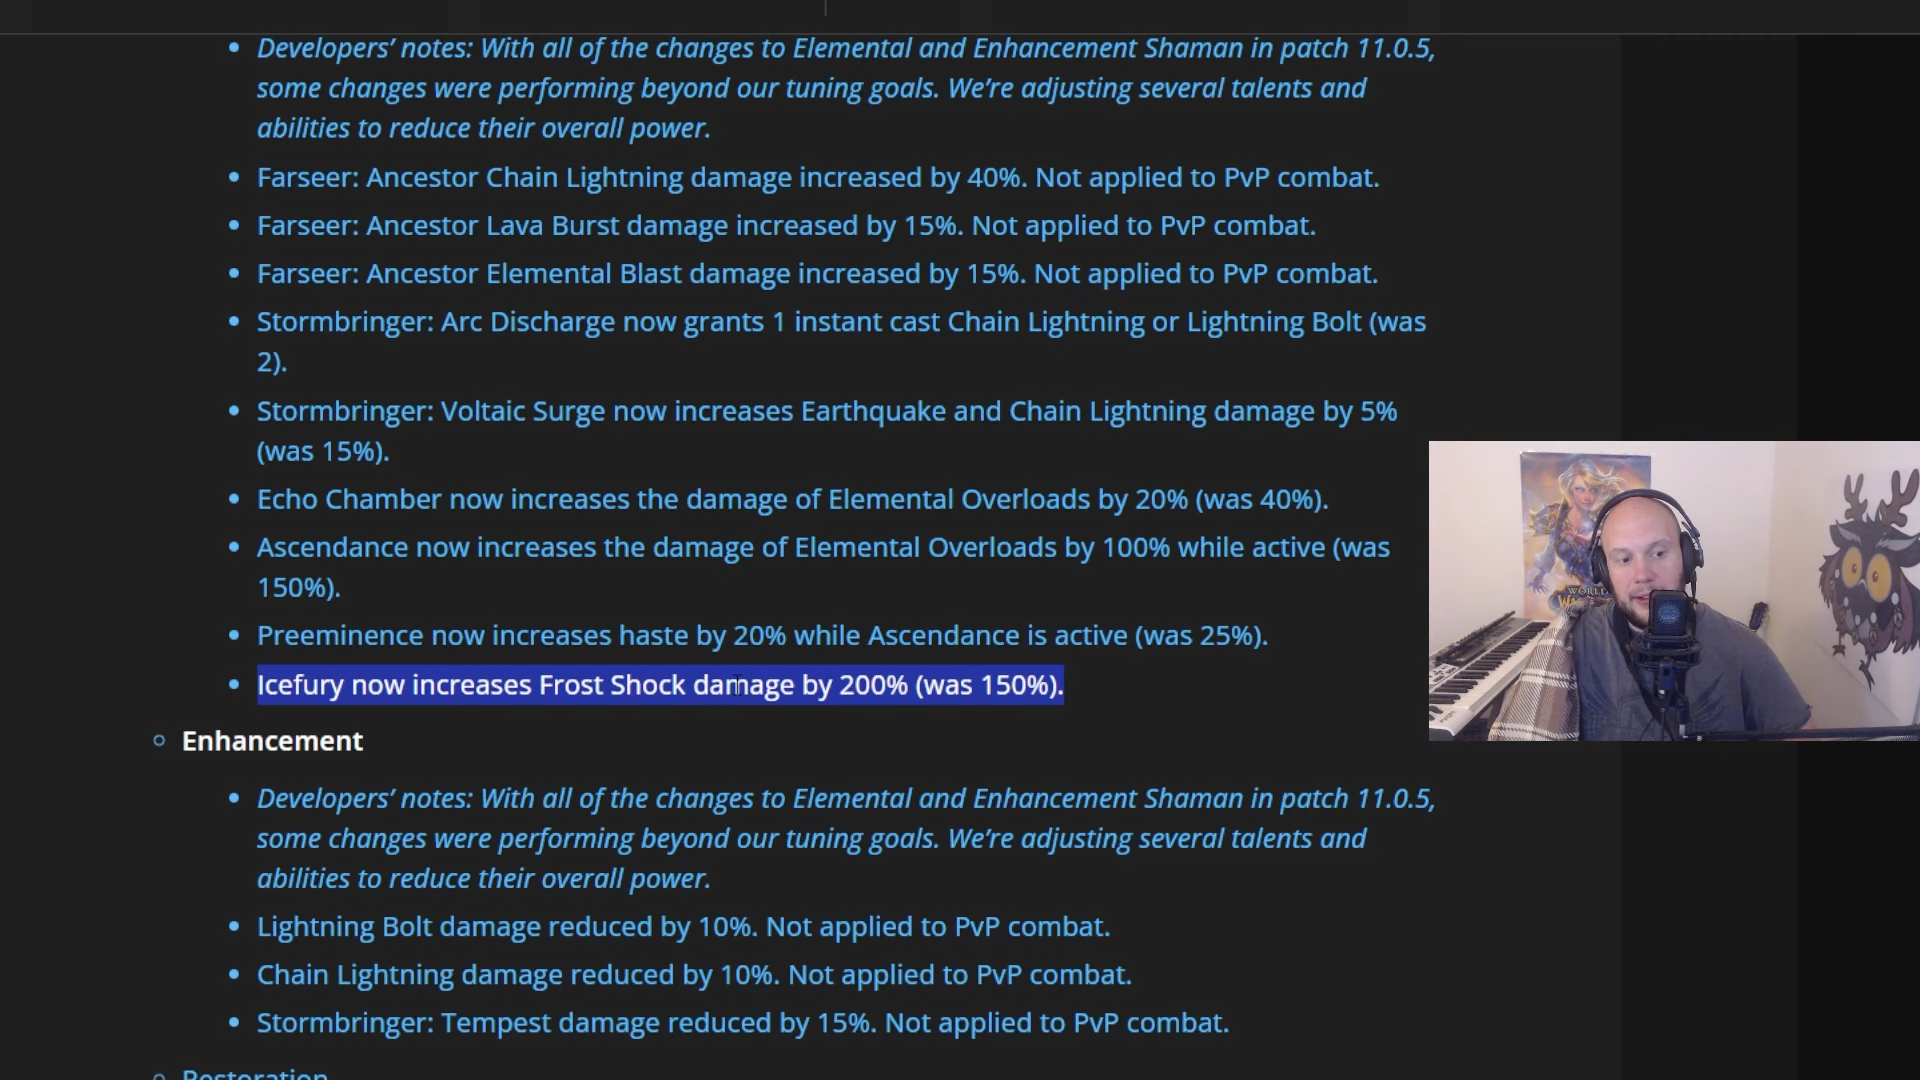 Developers’ notes: With all of the changes to Elemental and Enhancement Shaman in patch 11.0.5,
some changes were performing beyond our tuning goals. We’re adjusting several talents and
abilities to reduce their overall power.
Farseer: Ancestor Chain Lightning damage increased by 40%. Not applied to PvP combat.
Farseer: Ancestor Lava Burst damage increased by 15%. Not applied to PvP combat.
Farseer: Ancestor Elemental Blast damage increased by 15%. Not applied to PvP combat.
Stormbringer: Arc Discharge now grants 1 instant cast Chain Lightning or Lightning Bolt (was
2).
Stormbringer: Voltaic Surge now increases Earthquake and Chain Lightning damage by 5%
(was 15%).
Echo Chamber now increases the damage of Elemental Overloads by 20% (was 40%).
Ascendance now increases the damage of Elemental Overloads by 100% while active (was
150%).
Preeminence now increases haste by 20% while Ascendance is active (was 25%).
Icefury now increases Frost Shock damage by 200% (was 150%).
WORLD
Enhancement
Developers’ notes: With all of the changes to Elemental and Enhancement Shaman in patch 11.0.5,
some changes were performing beyond our tuning goals. We’re adjusting several talents and
abilities to reduce their overall power.
Lightning Bolt damage reduced by 10%. Not applied to PvP combat.
Chain Lightning damage reduced by 10%. Not applied to PvP combat.
Stormbringer: Tempest damage reduced by 15%. Not applied to PvP combat.
Restoration